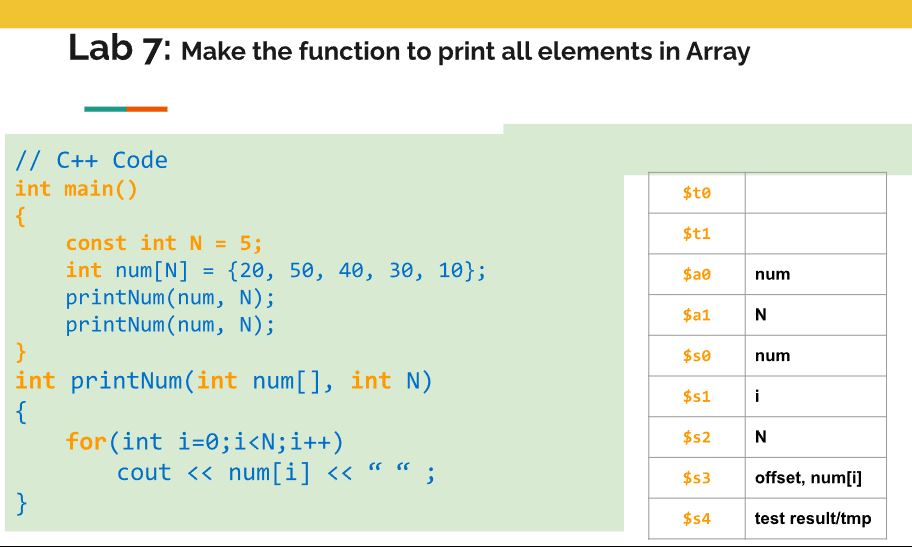 Lab 7: Make the function to print all elements in Array
// C++ Code
int main()
{
const int N = 5;
int num[N] = {20, 50, 40, 30, 10};
printNum(num, N);
printNum(num, N);
}
int printNum(int num[], int N)
{
for(int i=0;i<N;i++)
cout << num[i] << “ “ ;
}
$t0
$t1
$a0 num
$a1 N
$s0 num
$s1 i
$s2 N
$s3 offset, num[i]
$s4 test result/tmp